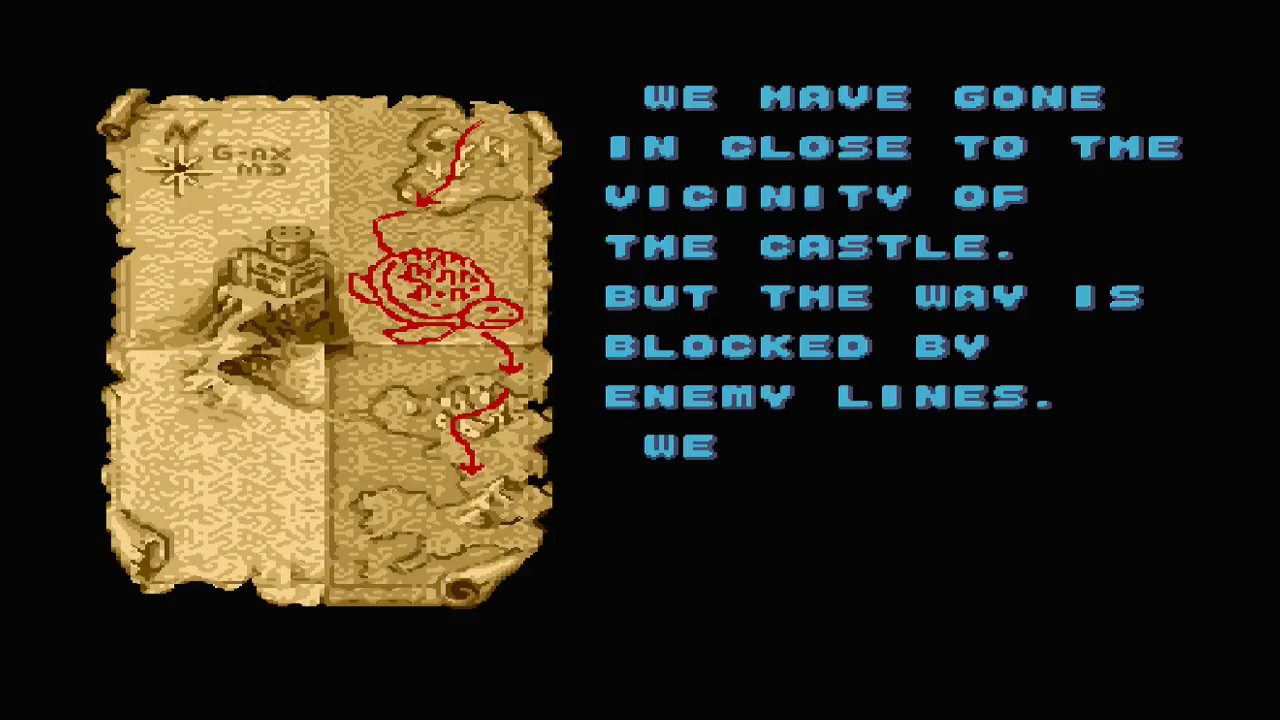 N
WE HAVE GONE
IN CLOSE TO THE
VICINITY OF
THE CASTLE.
BUT THE WAY IS
BLOCKED BY
ENEMY LINES.
WE